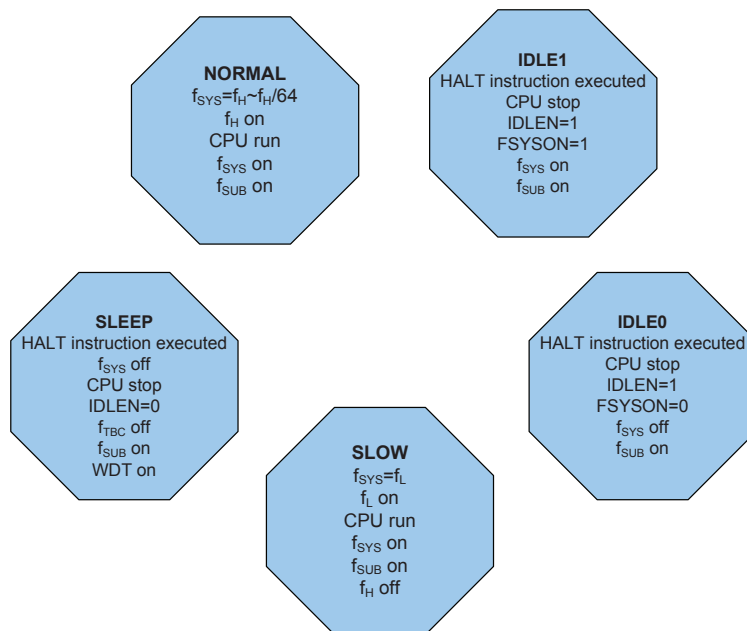 NORMAL
fSYS=fH~fH/64
fH on
CPU run
fSYS on
fSUB on
IDLE1
HALT instruction executed
CPU stop
IDLEN=1
FSYSON=1
fSYS on
fSUB on
SLEEP
HALT instruction executed
fSYS off
CPU stop
IDLEN=0
fTBC off
fSUB on
WDT on
IDLE0
HALT instruction executed
CPU stop
IDLEN=1
FSYSON=0
fSYS off
fSUB on
SLOW
fSYS=fL
fL on
CPU run
fSYS on
fSUB on
fH off